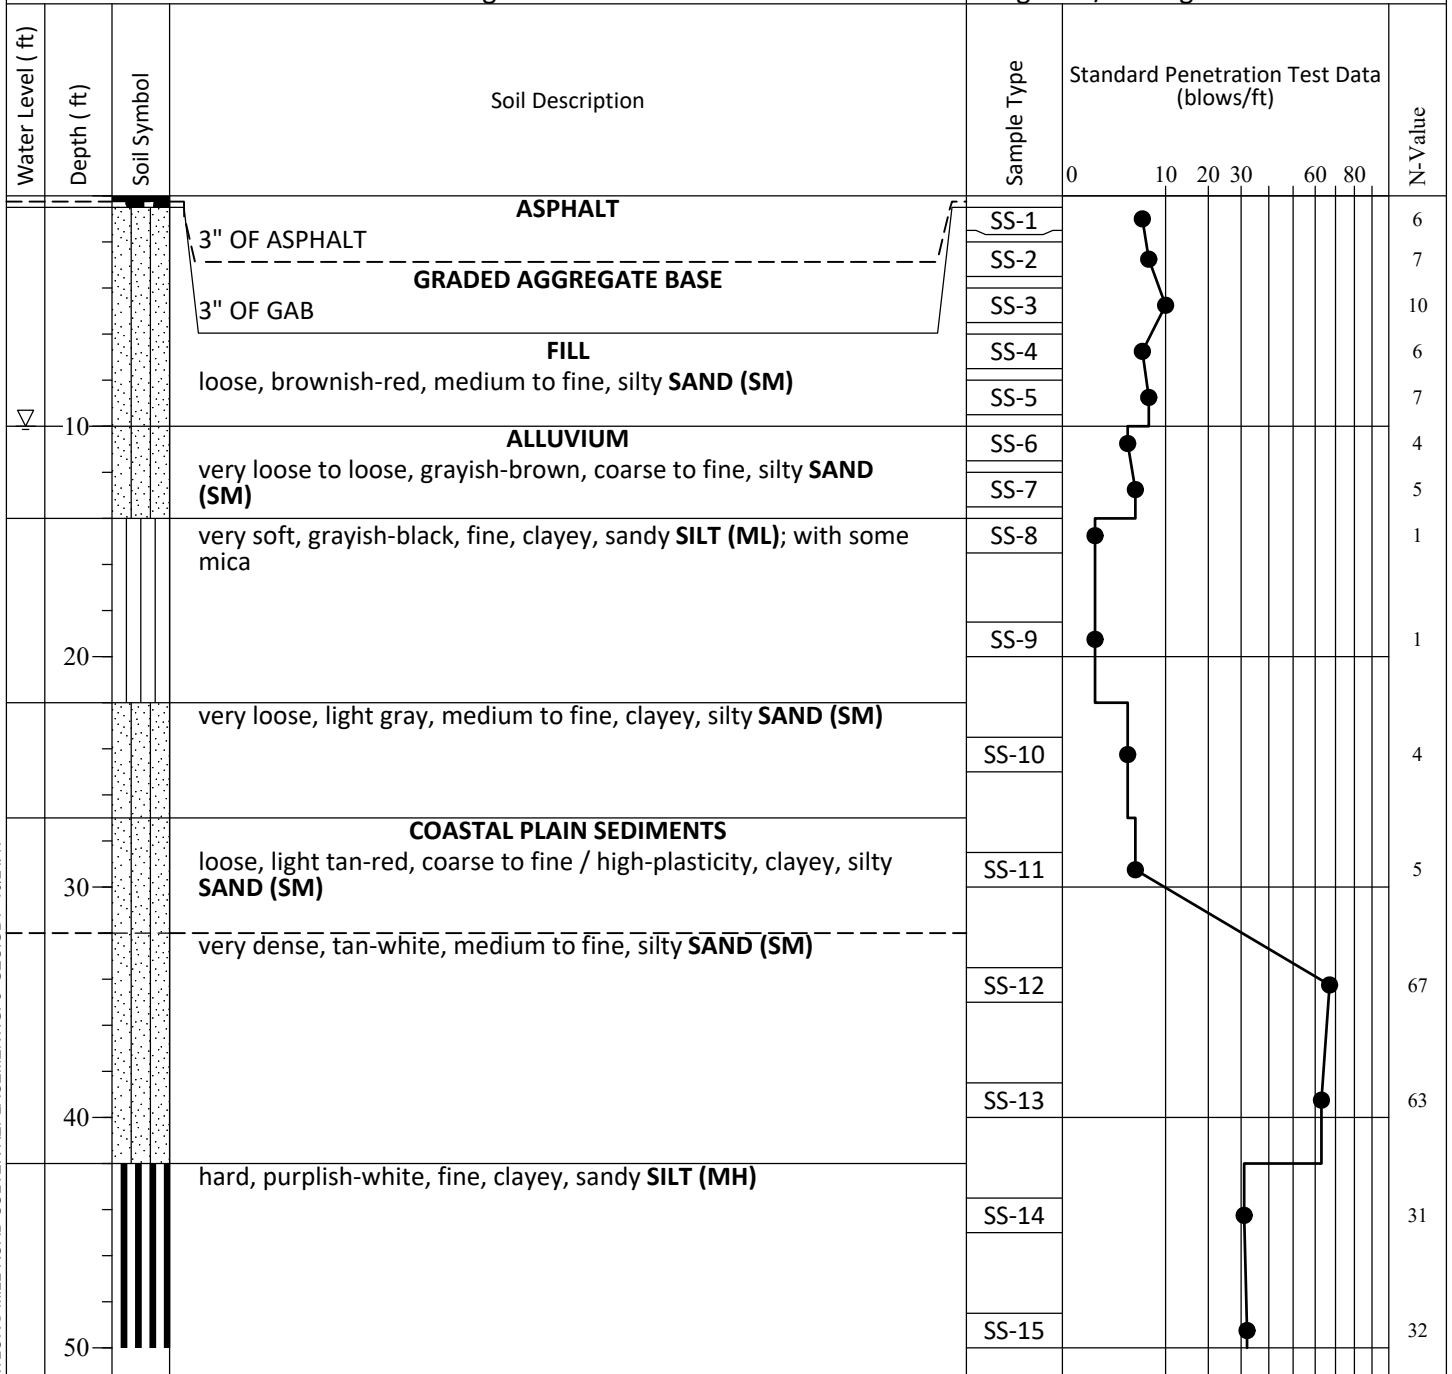 Water Level ( ft)
Depth ( ft)
Soil Symbol
Soil Description
Sample Type
Standard Penetration Test Data
(blows/ft)
N-Value
0 10 20 30 60 80
ASPHALT
SS-1 6
3" OF ASPHALT
SS-2 7
GRADED AGGREGATE BASE
3" OF GAB
SS-3 10
FILL
SS-4 6
loose, brownish-red, medium to fine, silty SAND (SM)
SS-5 7
10
ALLUVIUM
SS-6 4
very loose to loose, grayish-brown, coarse to fine, silty SAND
(SM)
SS-7 5
very soft, grayish-black, fine, clayey, sandy SILT (ML); with some
mica
SS-8 1
SS-9 1
20
very loose, light gray, medium to fine, clayey, silty SAND (SM)
SS-10 4
COASTAL PLAIN SEDIMENTS
loose, light tan-red, coarse to fine / high-plasticity, clayey, silty
SAND (SM)
SS-11 5
30
very dense, tan-white, medium to fine, silty SAND (SM)
SS-12 67
SS-13 63
40
hard, purplish-white, fine, clayey, sandy SILT (MH)
SS-14 31
SS-15 32
50